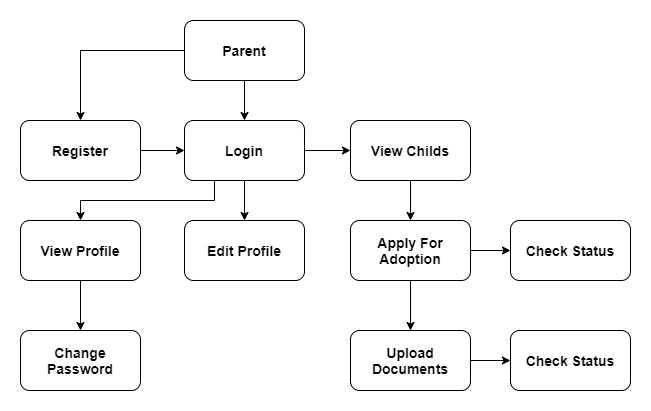 Parent
Register
Login
View Childs
View Profile
Edit Profile
Apply For
Adoption
Check Status
Change
Password
Upload
Documents
Check Status